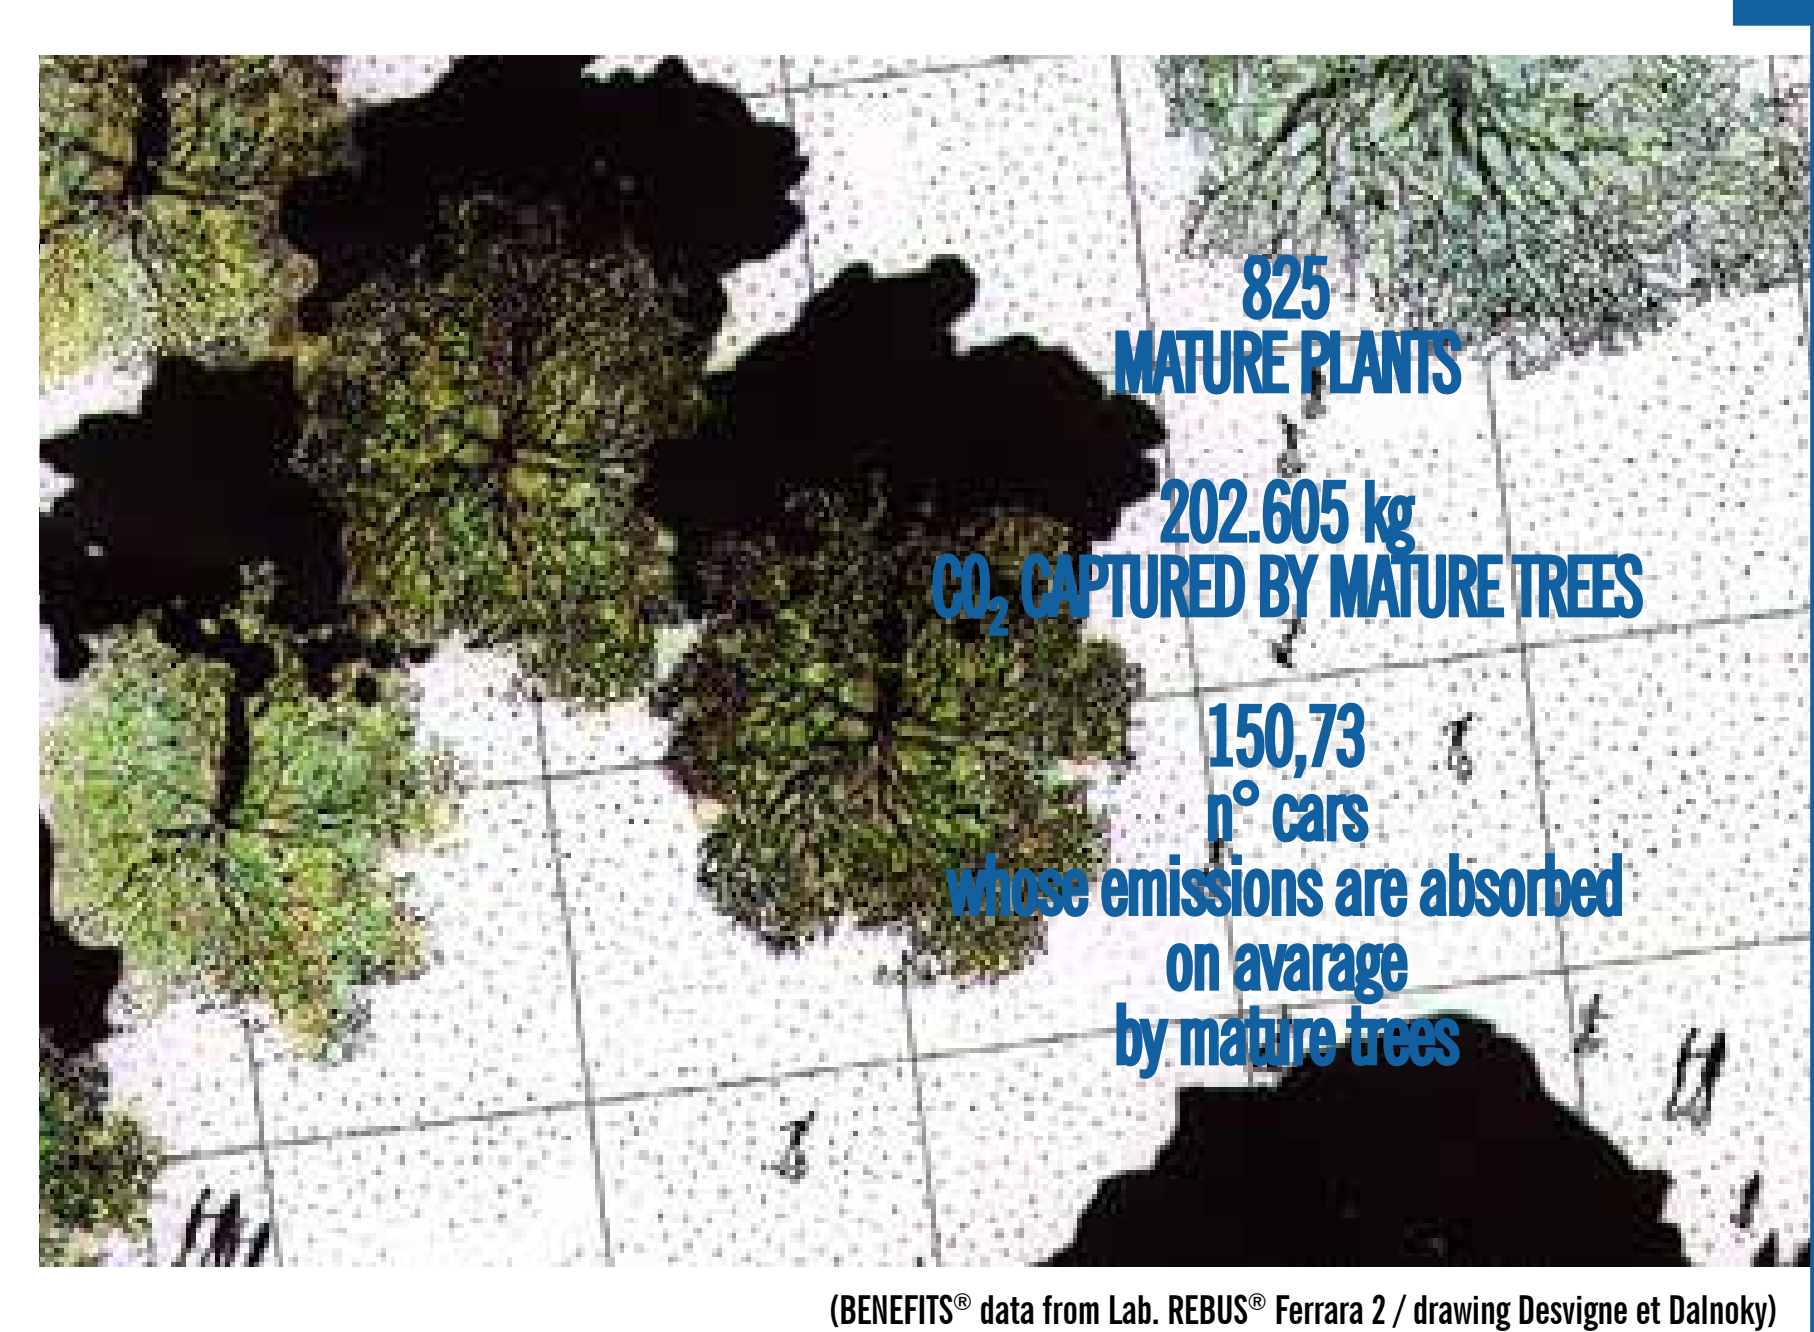 825
MATURE PLANTS
202.605 kg
CO₂ CAPTURED BY MATURE TREES
150,73
n° cars
whose emissions are absorbed
on avarage
by mature trees
(BENEFITS® data from Lab. REBUS® Ferrara 2 / drawing Desvigne et Dalnoky)